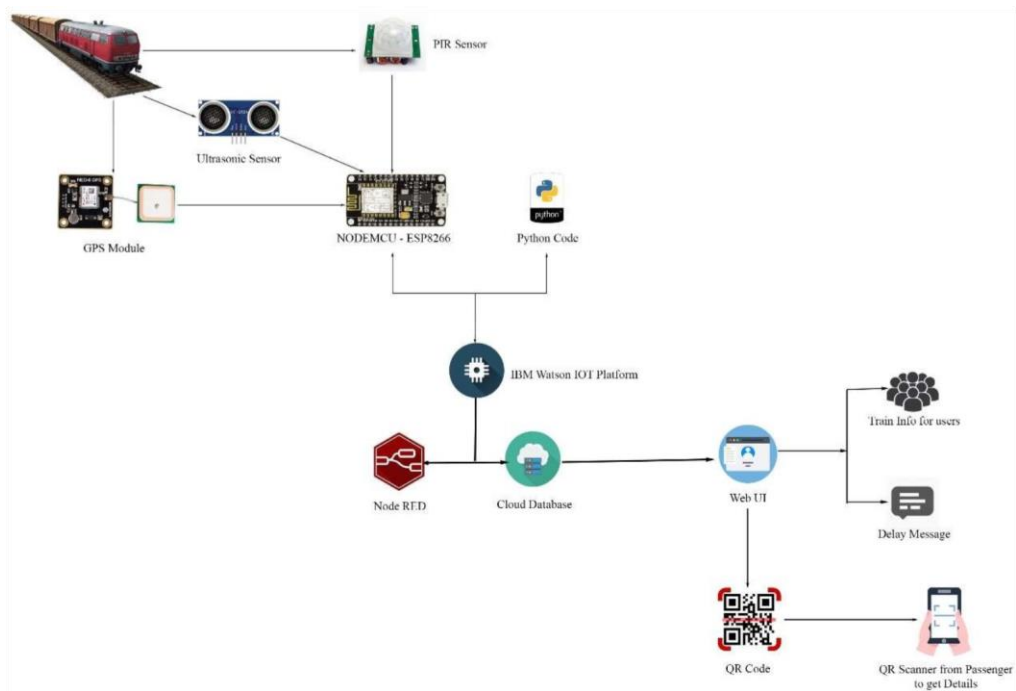 PIR Sensor
Ultrasonic Sensor
GPS Module
NODEMCU - ESP8266
python
Python Code
IBM Watson IOT Platform
Train Info for users
Node RED
Cloud Database
Web UI
Delay Message
QR Code
QR Scanner from Passenger
to get Details